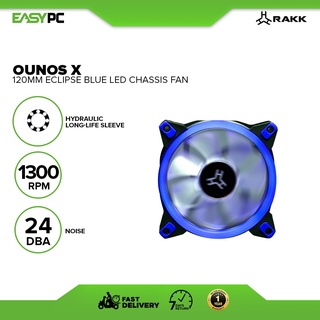 EASYPC
RAKK
OUNOS X
120MM ECLIPSE BLUE LED CHASSIS FAN
HYDRAULIC
LONG-LIFE SLEEVE
1300
RPM
24
DBA
NOISE
FAST
DELIVERY
1